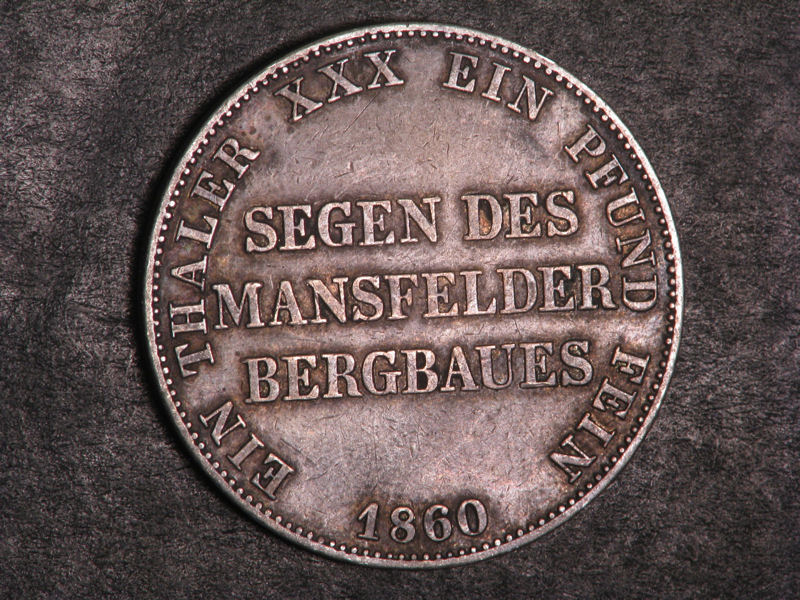 EIN THALER XXX EIN PFUND FEIN
SEGEN DES
MANSFELDER
BERGBAUES
1860